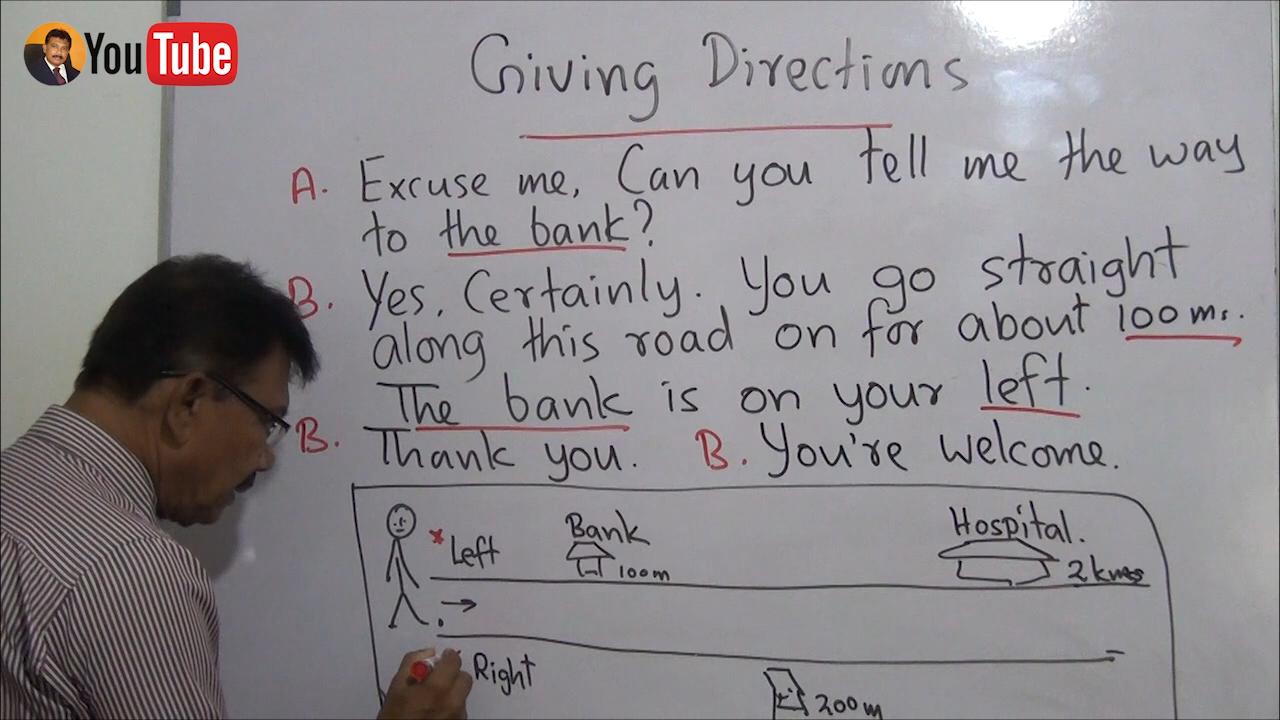 YouTube
Giving Directions
A. Excuse me, Can you tell me the way
to the bank?
B. Yes, Certainly. You go straight
along this road on for about 100 ms.
The bank is on your left.
B. Thank you. B. You're welcome.
Left
Bank
100m
Hospital.
2 kms
Right
200m